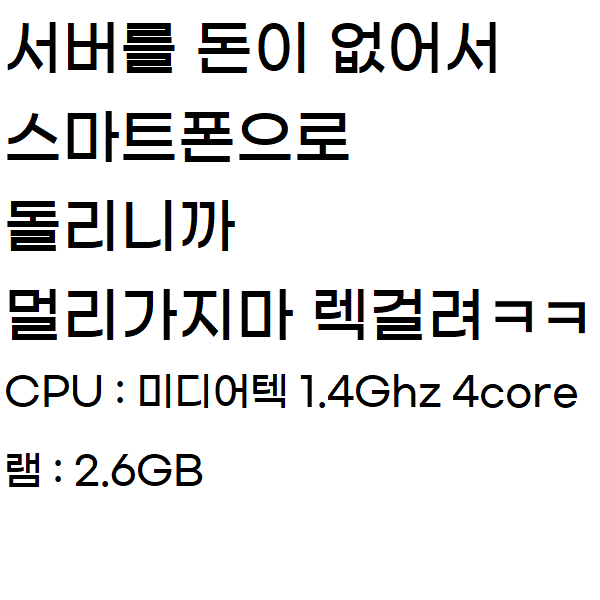 서버를 돈이 없어서
스마트폰으로
돌리니까
멀리가지마 렉걸려ㅋㅋ
CPU : 미디어텍 1.4Ghz 4core
램 : 2.6GB